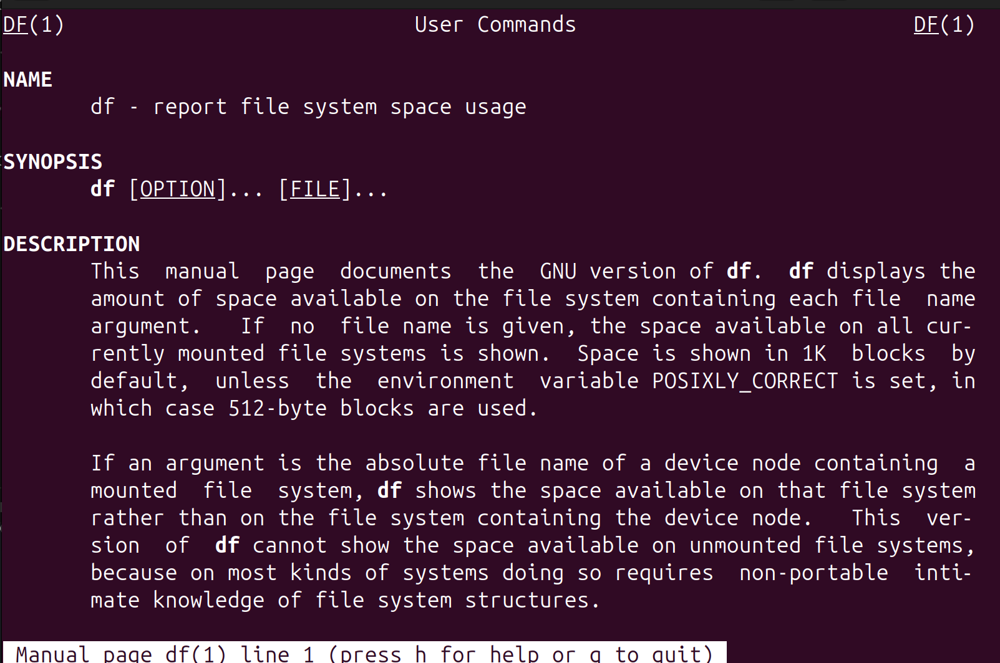 DF(1) User Commands DF(1)
NAME
df - report file system space usage
SYNOPSIS
df [OPTION]... [FILE]...
DESCRIPTION
This manual page documents the GNU version of df. df displays the
amount of space available on the file system containing each file name
argument. If no file name is given, the space available on all cur-
rently mounted file systems is shown. Space is shown in 1K blocks by
default, unless the environment variable POSIXLY_CORRECT is set, in
which case 512-byte blocks are used.
If an argument is the absolute file name of a device node containing a
mounted file system, df shows the space available on that file system
rather than on the file system containing the device node. This ver-
sion of df cannot show the space available on unmounted file systems,
because on most kinds of systems doing so requires non-portable inti-
mate knowledge of file system structures.
Manual page df(1) line 1 (press h for help or q to quit)